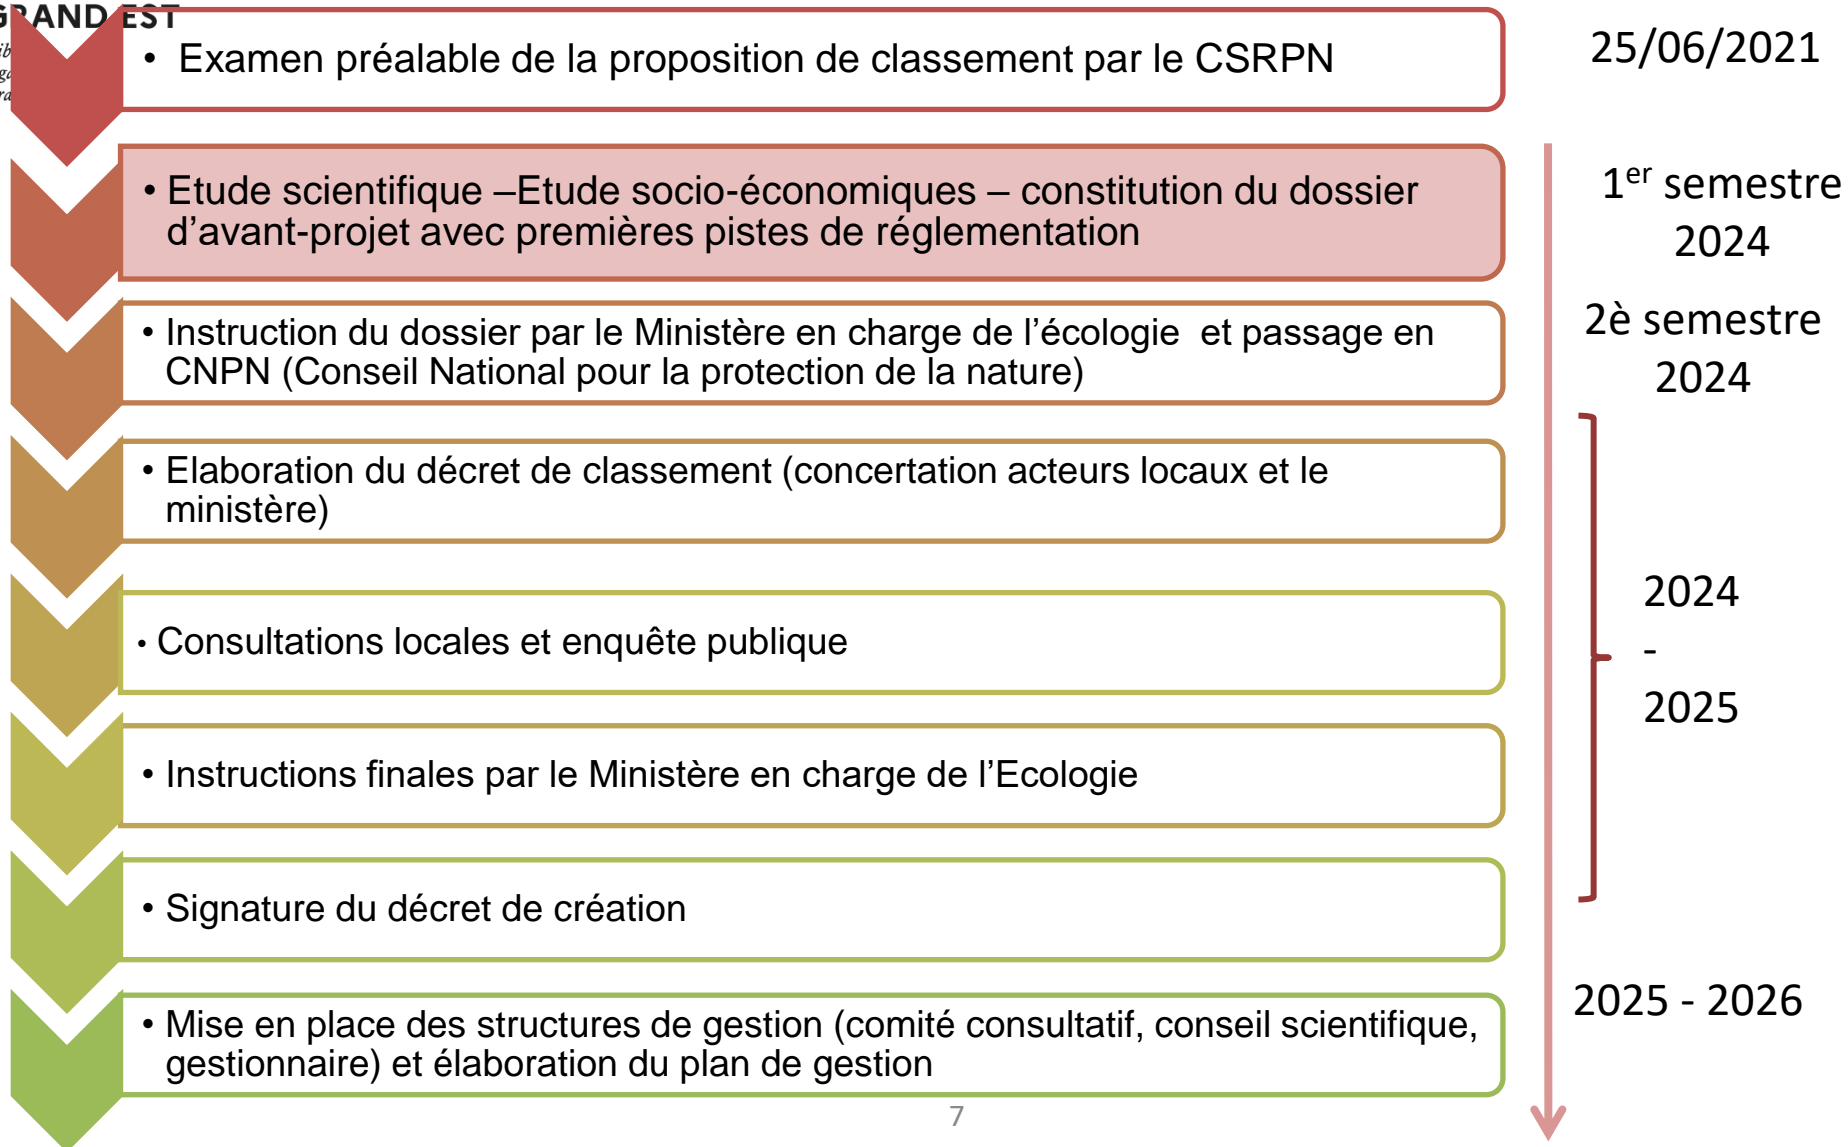 GRAND EST
• Examen préalable de la proposition de classement par le CSRPN
25/06/2021
• Etude scientifique –Etude socio-économiques – constitution du dossier
d’avant-projet avec premières pistes de réglementation
1er semestre
2024
• Instruction du dossier par le Ministère en charge de l’écologie et passage en
CNPN (Conseil National pour la protection de la nature)
2è semestre
2024
• Elaboration du décret de classement (concertation acteurs locaux et le
ministère)
• Consultations locales et enquête publique
2024
-
2025
• Instructions finales par le Ministère en charge de l’Ecologie
• Signature du décret de création
• Mise en place des structures de gestion (comité consultatif, conseil scientifique,
gestionnaire) et élaboration du plan de gestion
2025 - 2026
7